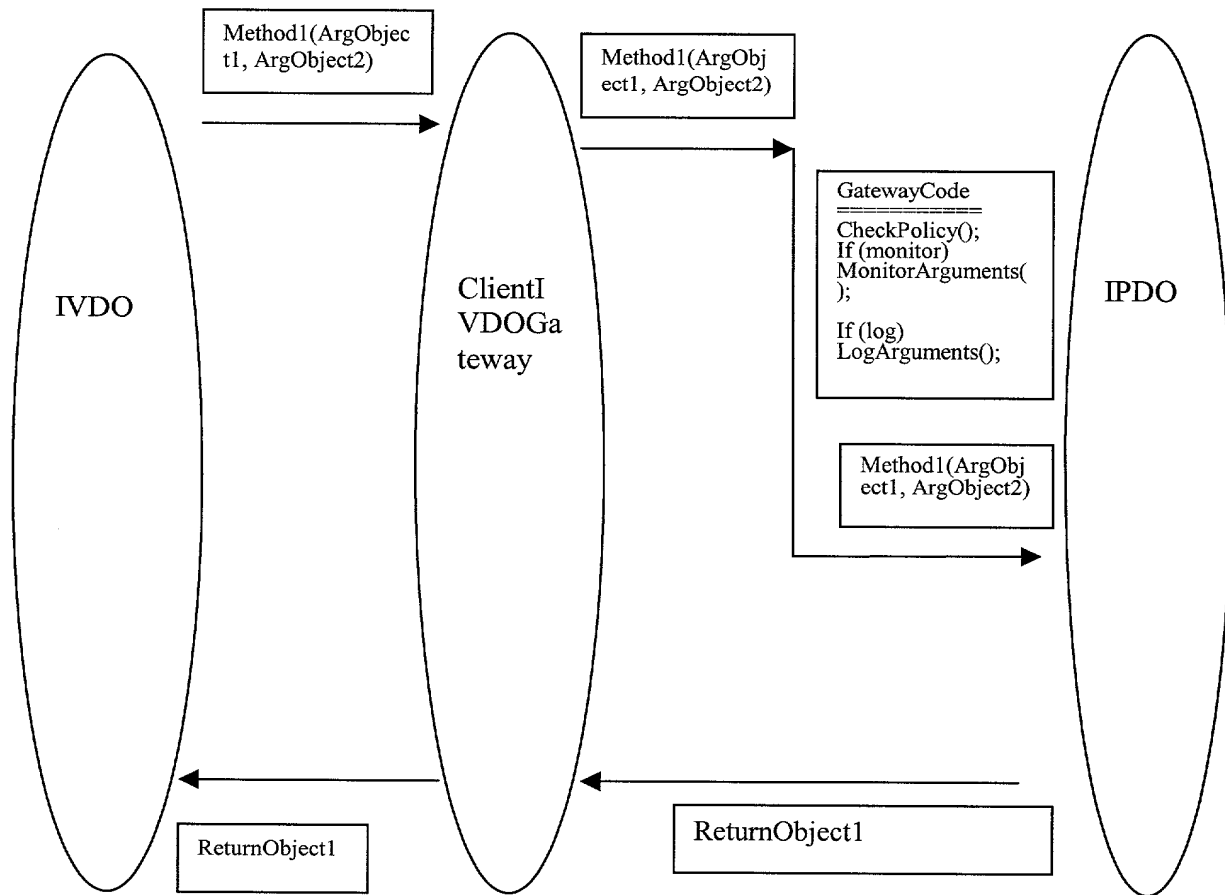 Method1(ArgObjec
t1, ArgObject2)
Method1(ArgObj
ect1, ArgObject2)
GatewayCode
============
CheckPolicy();
If (monitor)
MonitorArguments(
);
If (log)
LogArguments();
IVDO
ClientI
VDOGa
teway
IPDO
Method1(ArgObj
ect1, ArgObject2)
ReturnObject1
ReturnObject1